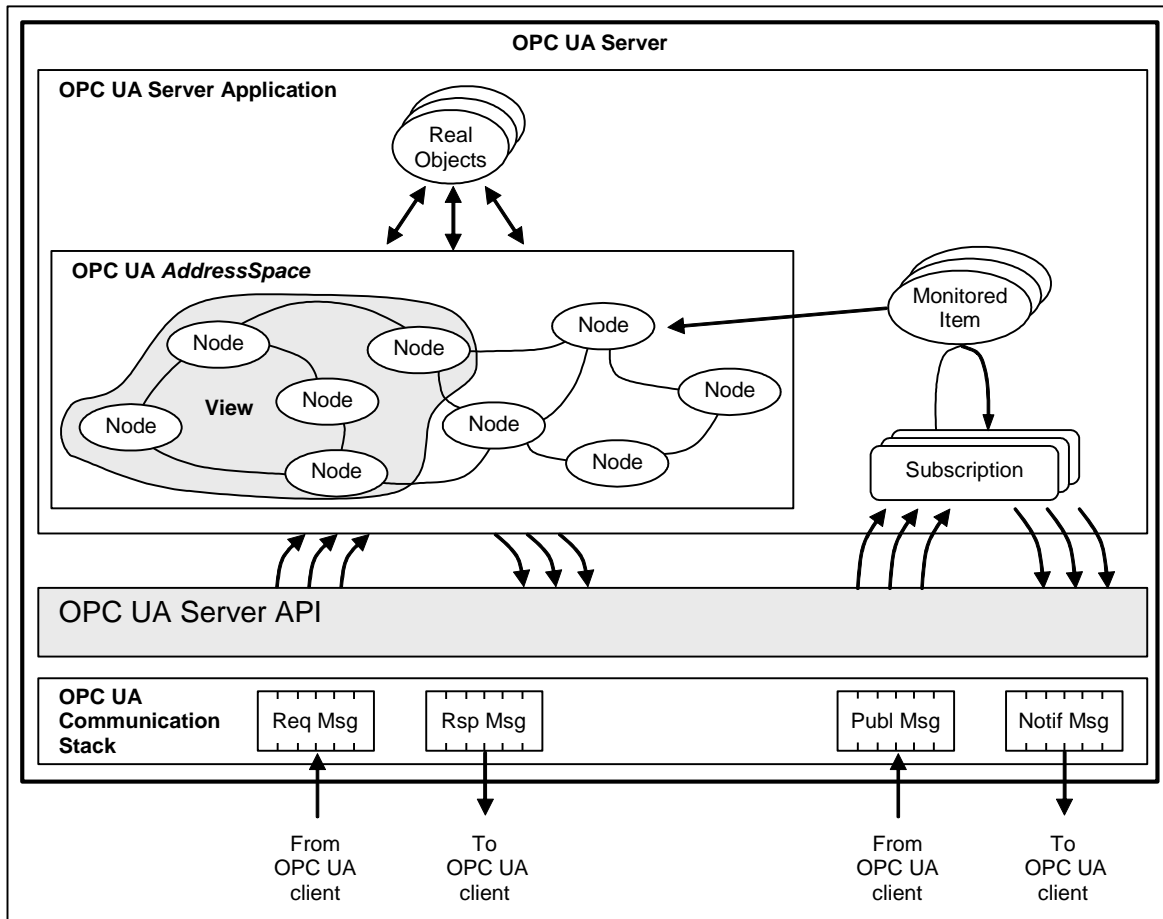 OPC UA Server
OPC UA Server Application
Real
Objects
OPC UA AddressSpace
Monitored
Item
Node
Node
Node
Node
Node
View
Node
Node
Node
Node
Subscription
OPC UA Server API
OPC UA
Communication
Stack
Req Msg
Rsp Msg
Publ Msg
Notif Msg
From
OPC UA
client
To
OPC UA
client
From
OPC UA
client
To
OPC UA
client